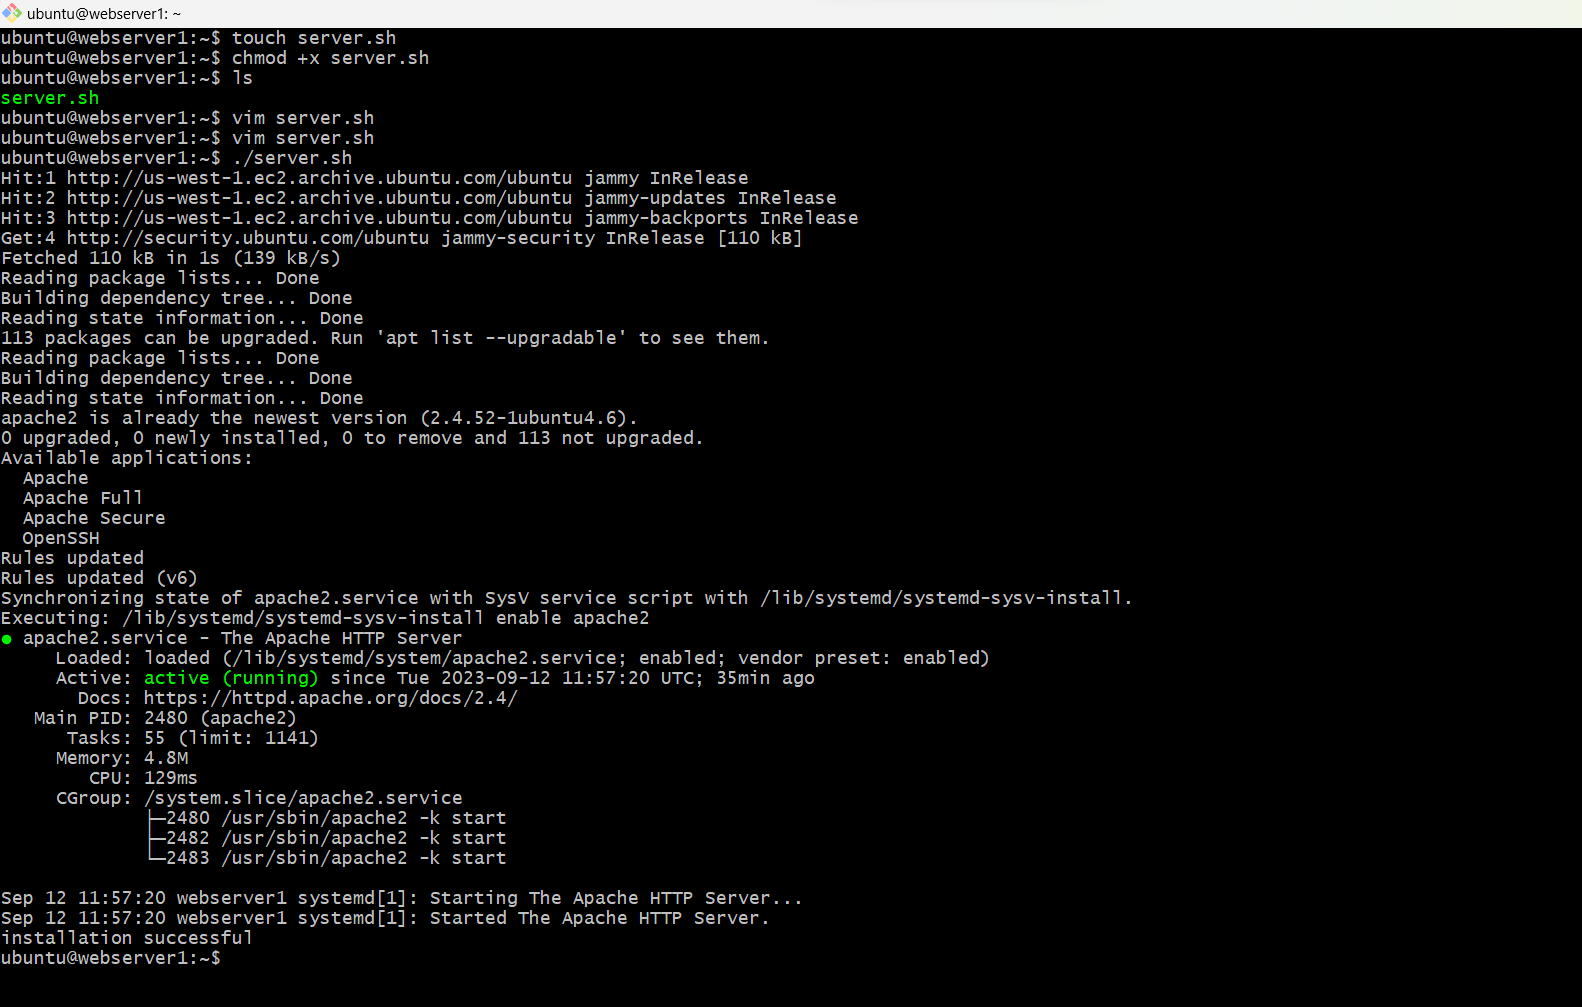 ubuntu@webserver1: ~
ubuntu@webserver1:~$ touch server.sh
ubuntu@webserver1:~$ chmod +x server.sh
ubuntu@webserver1:~$ ls
server.sh
ubuntu@webserver1:~$ vim server.sh
ubuntu@webserver1:~$ vim server.sh
ubuntu@webserver1:~$ ./server.sh
Hit:1 http://us-west-1.ec2.archive.ubuntu.com/ubuntu jammy InRelease
Hit:2 http://us-west-1.ec2.archive.ubuntu.com/ubuntu jammy-updates InRelease
Hit:3 http://us-west-1.ec2.archive.ubuntu.com/ubuntu jammy-backports InRelease
Get:4 http://security.ubuntu.com/ubuntu jammy-security InRelease [110 kB]
Fetched 110 kB in 1s (139 kB/s)
Reading package lists... Done
Building dependency tree... Done
Reading state information... Done
113 packages can be upgraded. Run 'apt list --upgradable' to see them.
Reading package lists... Done
Building dependency tree... Done
Reading state information... Done
apache2 is already the newest version (2.4.52-1ubuntu4.6).
0 upgraded, 0 newly installed, 0 to remove and 113 not upgraded.
Available applications:
  Apache
  Apache Full
  Apache Secure
  OpenSSH
Rules updated
Rules updated (v6)
Synchronizing state of apache2.service with SysV service script with /lib/systemd/systemd-sysv-install.
Executing: /lib/systemd/systemd-sysv-install enable apache2
● apache2.service - The Apache HTTP Server
     Loaded: loaded (/lib/systemd/system/apache2.service; enabled; vendor preset: enabled)
     Active: active (running) since Tue 2023-09-12 11:57:20 UTC; 35min ago
       Docs: https://httpd.apache.org/docs/2.4/
   Main PID: 2480 (apache2)
      Tasks: 55 (limit: 1141)
     Memory: 4.8M
        CPU: 129ms
     CGroup: /system.slice/apache2.service
             ├─2480 /usr/sbin/apache2 -k start
             ├─2482 /usr/sbin/apache2 -k start
             └─2483 /usr/sbin/apache2 -k start

Sep 12 11:57:20 webserver1 systemd[1]: Starting The Apache HTTP Server...
Sep 12 11:57:20 webserver1 systemd[1]: Started The Apache HTTP Server.
installation successful
ubuntu@webserver1:~$